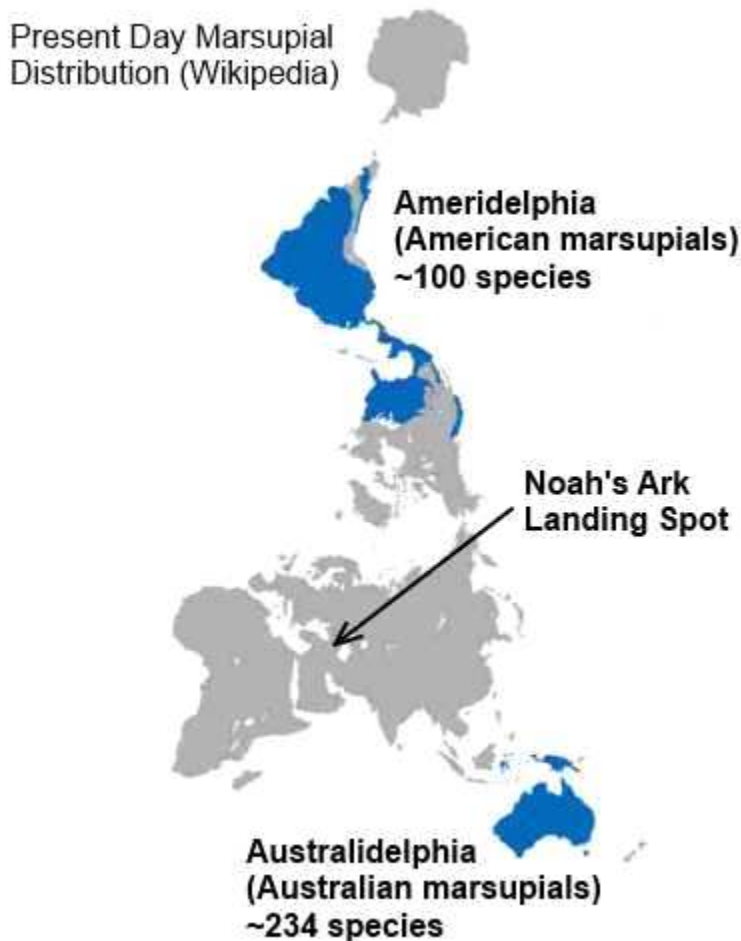 Present Day Marsupial
Distribution (Wikipedia)
Ameridelphia
(American marsupials)
~100 species
Noah's Ark
Landing Spot
Australidelphia
(Australian marsupials)
~234 species